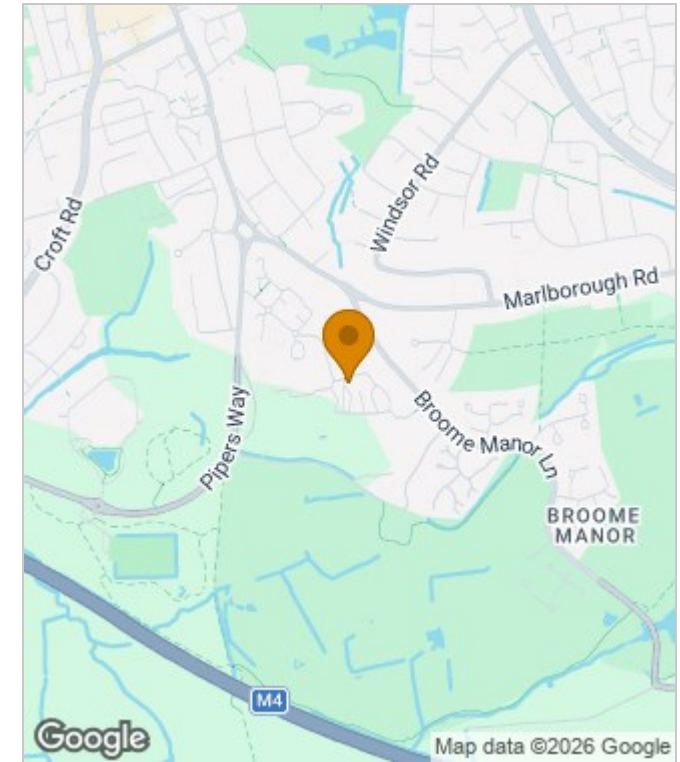 Windsor Rd
Croft Rd
Marlborough Rd
Pipers Way
Broome Manor Ln
BROOME
MANOR
M4
Google
Map data ©2026 Google